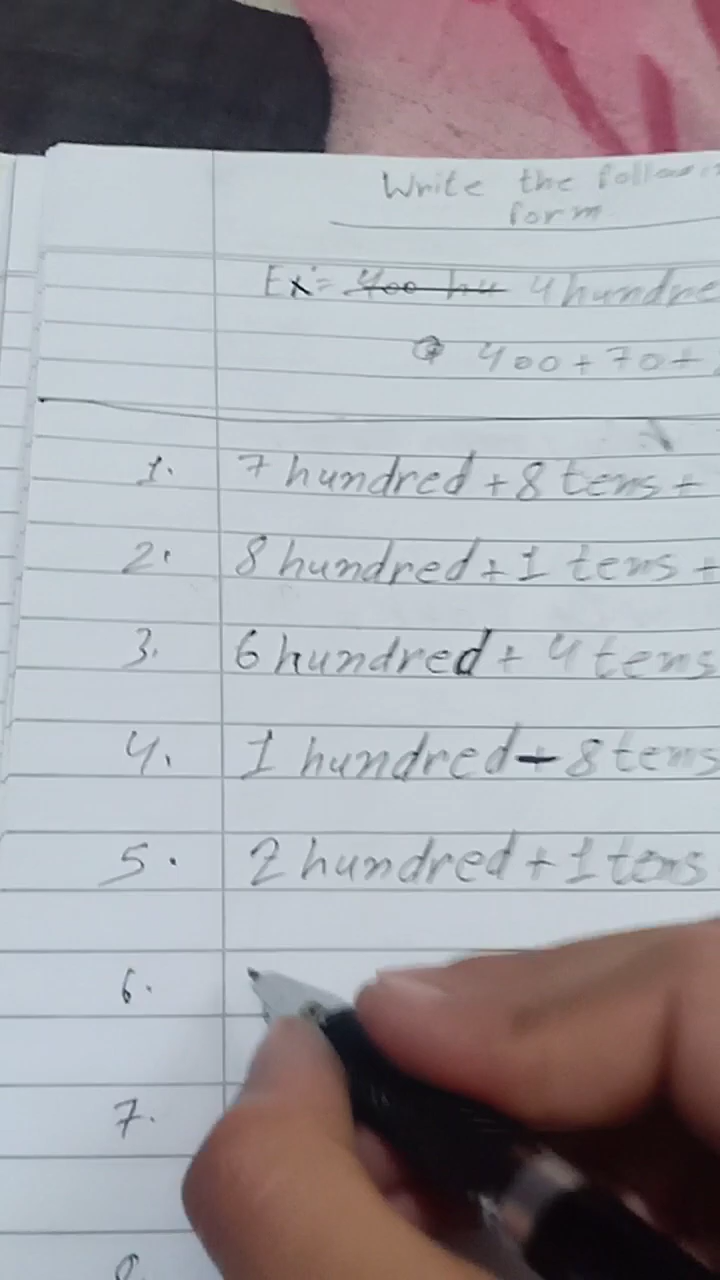 Write the
form
Ex:= 400 hu 4 hundre
400 + 70 +
1. 7 hundred + 8 tens +
2. 8 hundred + 1 tens +
3. 6 hundred + 4 tens
4. 1 hundred + 8 tens
5. 2 hundred + 1 tens
6.
7.
8.